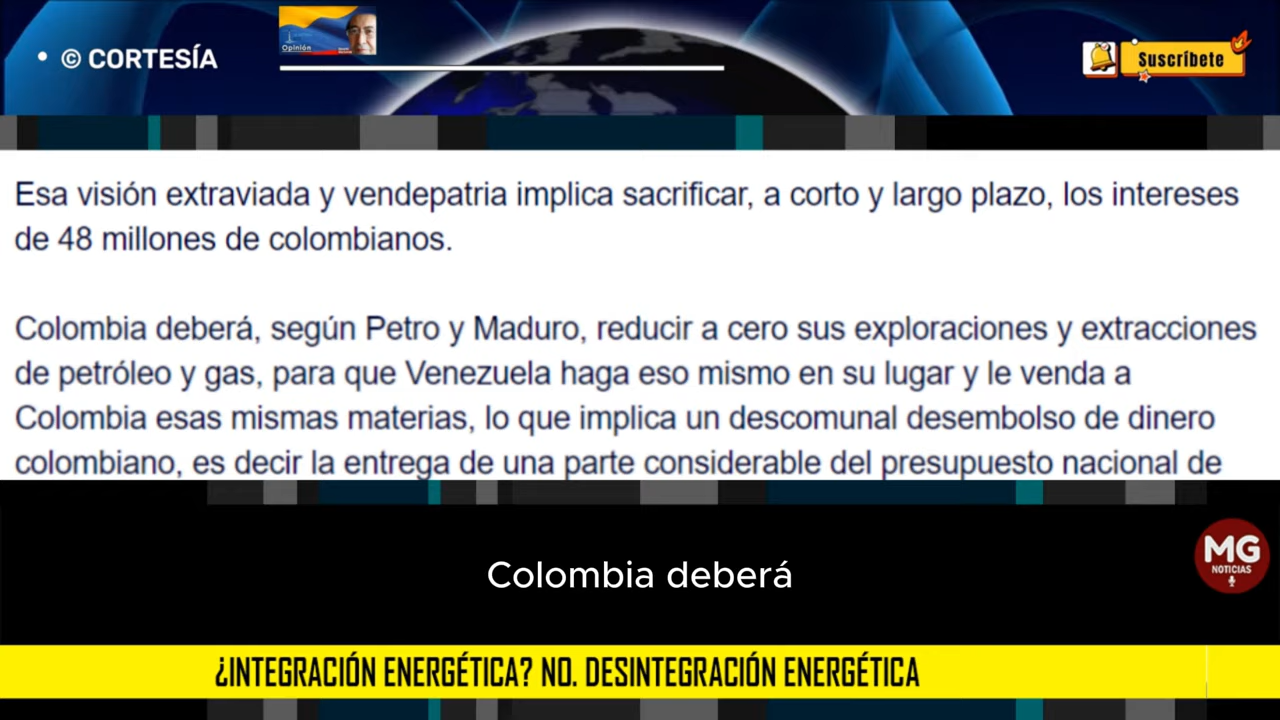 • © CORTESÍA
Opinión
Suscríbete
Esa visión extraviada y vendepatria implica sacrificar, a corto y largo plazo, los intereses
de 48 millones de colombianos.
Colombia deberá, según Petro y Maduro, reducir a cero sus exploraciones y extracciones
de petróleo y gas, para que Venezuela haga eso mismo en su lugar y le venda a
Colombia esas mismas materias, lo que implica un descomunal desembolso de dinero
colombiano, es decir la entrega de una parte considerable del presupuesto nacional de
Colombia deberá
MG
NOTICIAS
¿INTEGRACIÓN ENERGÉTICA? NO. DESINTEGRACIÓN ENERGÉTICA